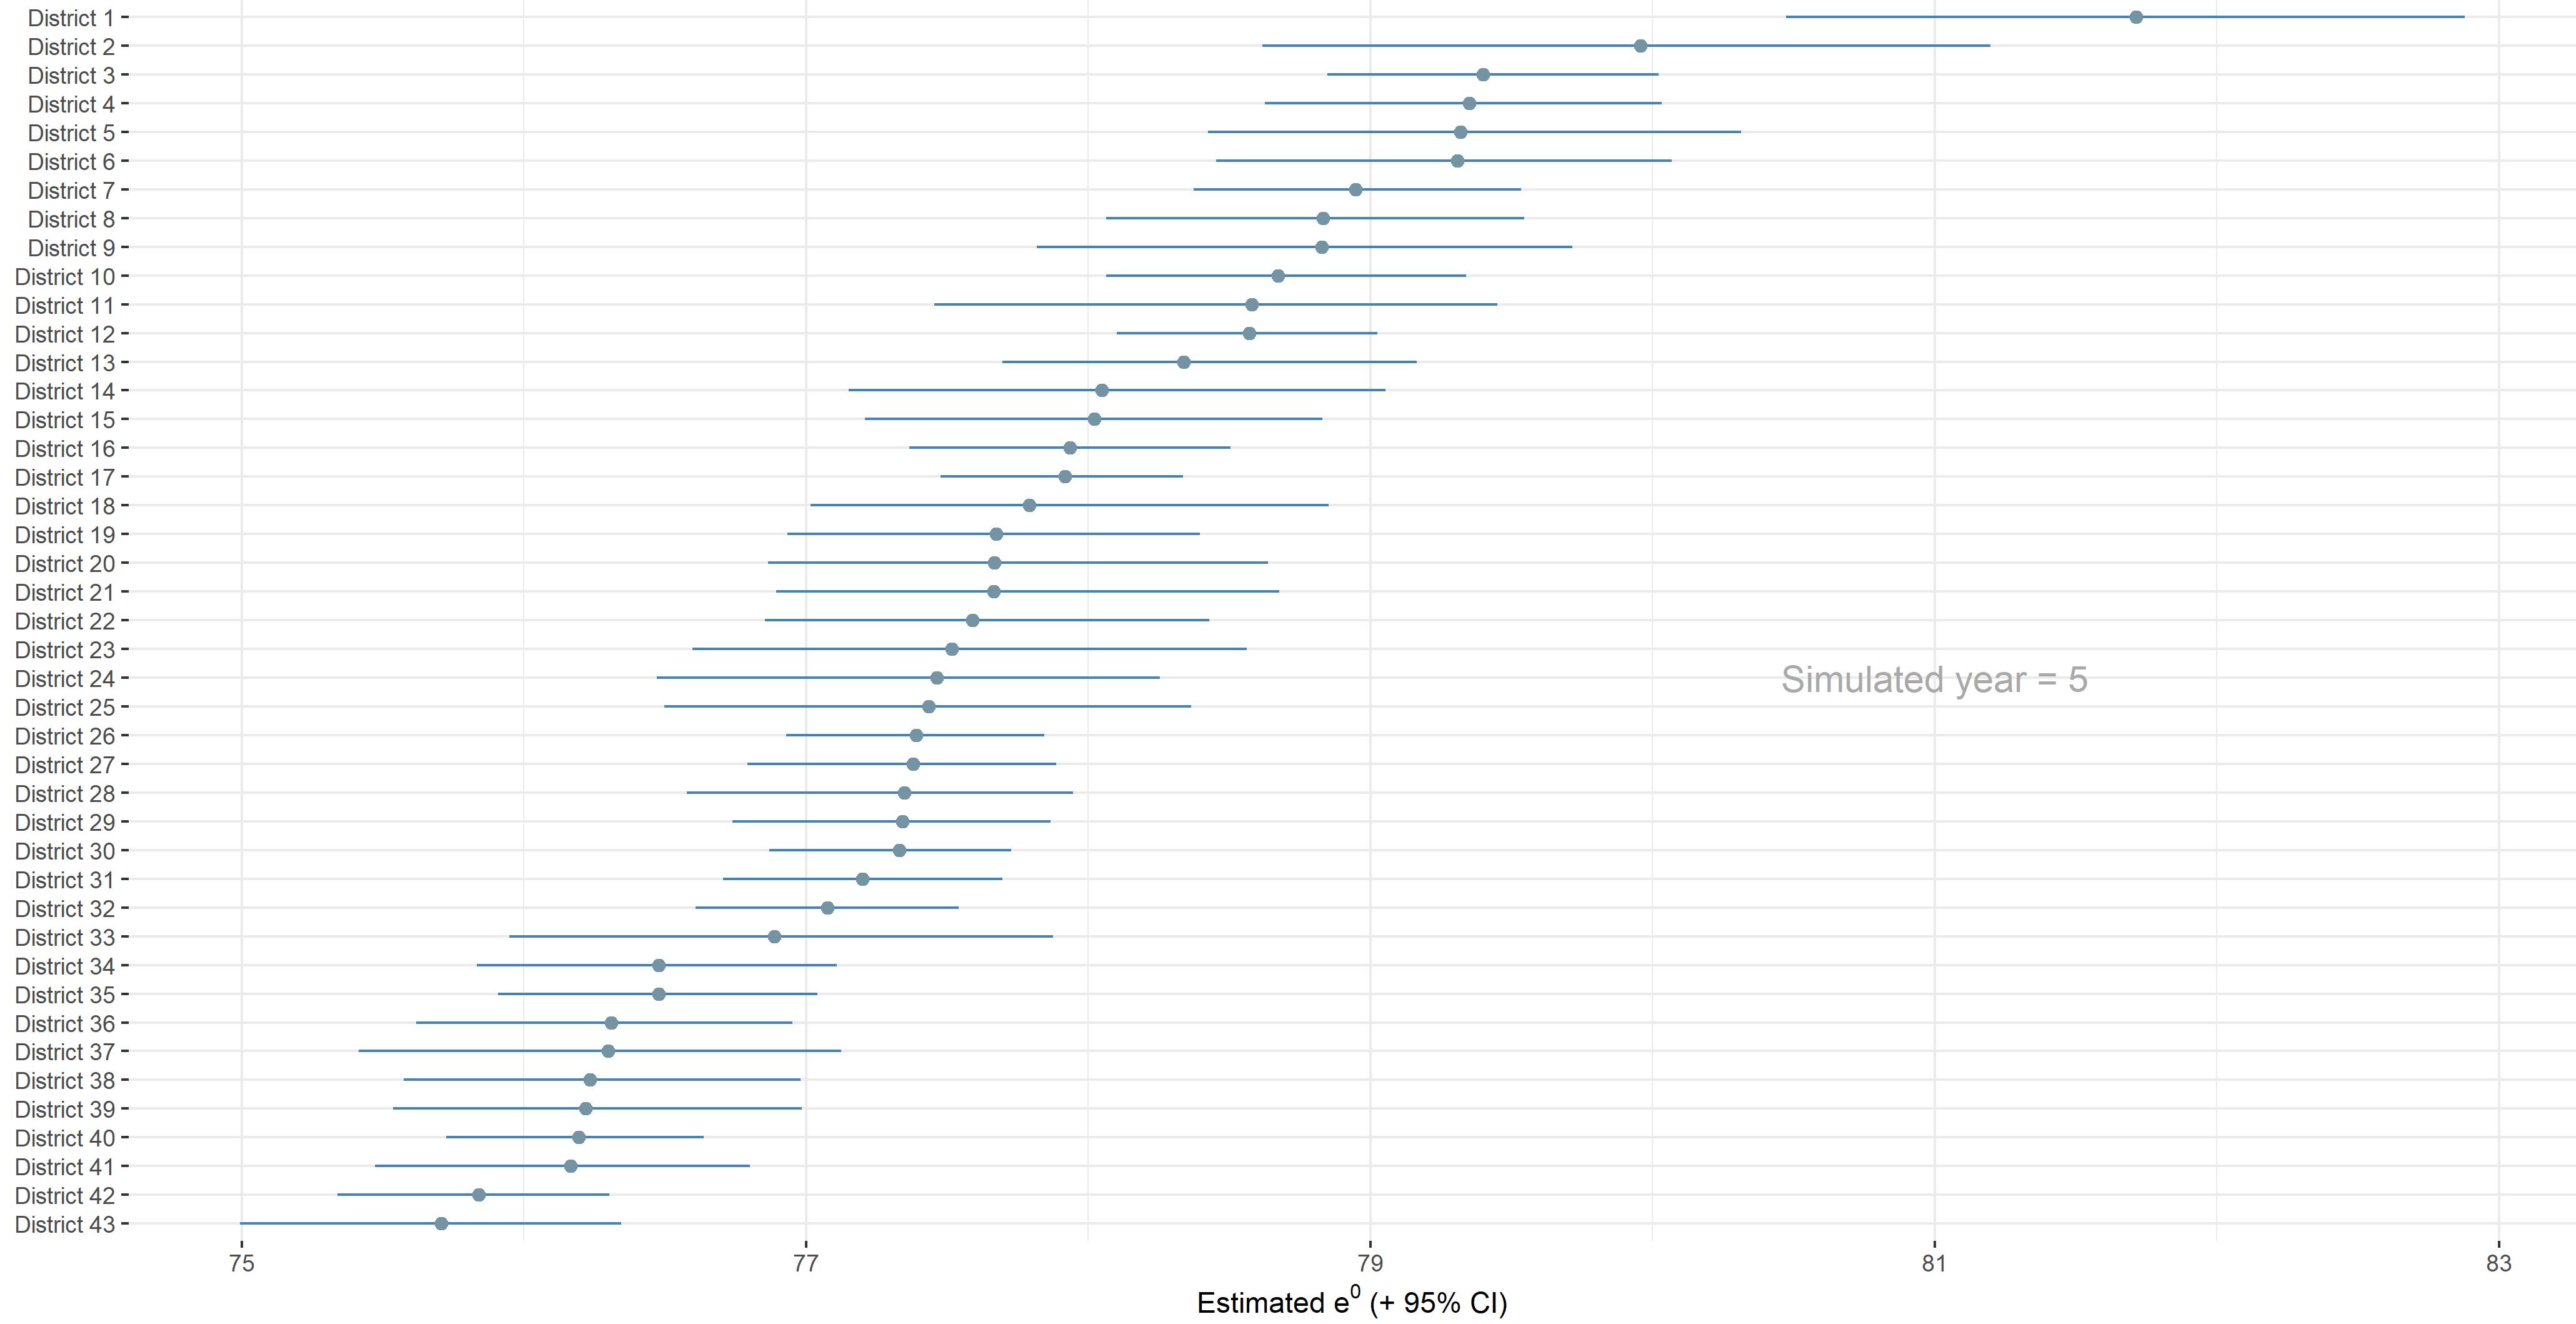 District 1
District 2
District 3
District 4
District 5
District 6
District 7
District 8
District 9
District 10
District 11
District 12
District 13
District 14
District 15
District 16
District 17
District 18
District 19
District 20
District 21
District 22
District 23
District 24
Simulated year = 5
District 25
District 26
District 27
District 28
District 29
District 30
District 31
District 32
District 33
District 34
District 35
District 36
District 37
District 38
District 39
District 40
District 41
District 42
District 43
75 77 79 81 83
Estimated e⁰ (+ 95% CI)